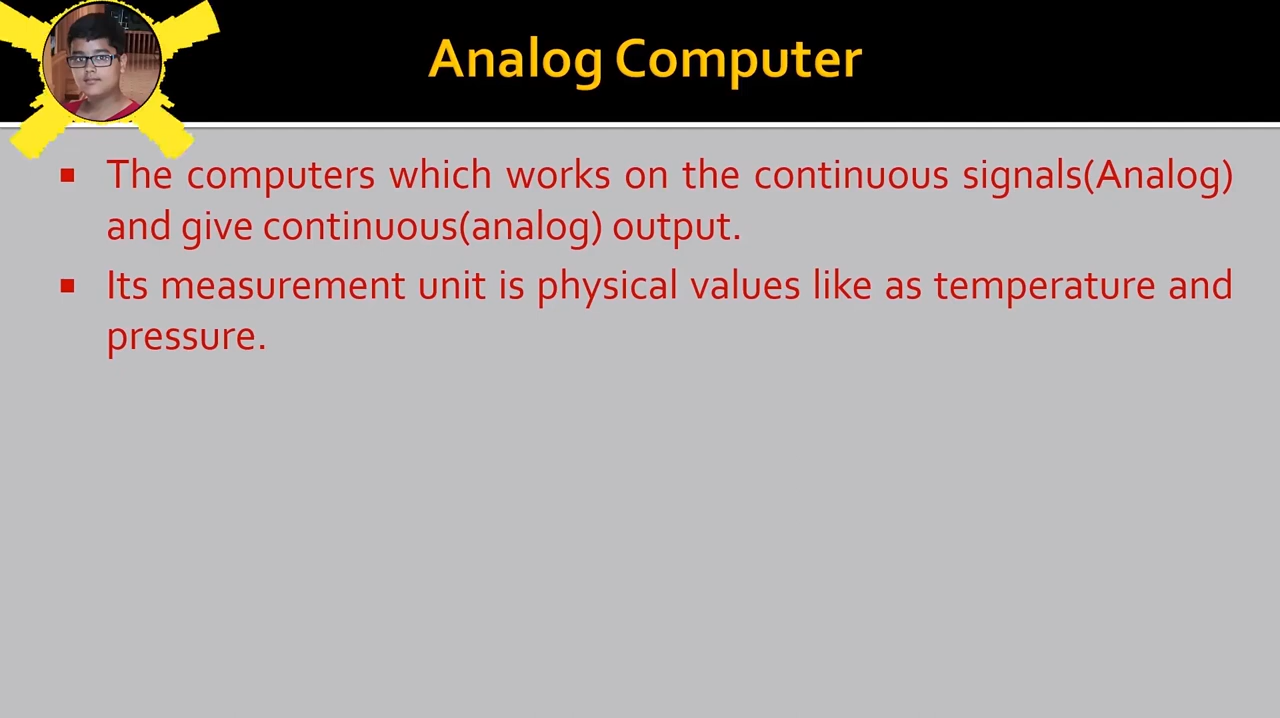 Analog Computer
The computers which works on the continuous signals(Analog)
and give continuous(analog) output.
Its measurement unit is physical values like as temperature and
pressure.